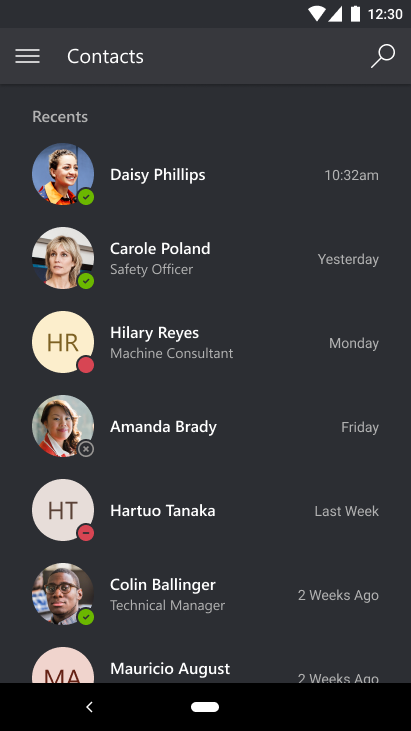 12:30
Contacts
Recents
Daisy Phillips
10:32am
Carole Poland
Safety Officer
Yesterday
HR
Hilary Reyes
Machine Consultant
Monday
Amanda Brady
Friday
HT
Hartuo Tanaka
Last Week
Colin Ballinger
Technical Manager
2 Weeks Ago
MA
Mauricio August
2 Weeks Ago